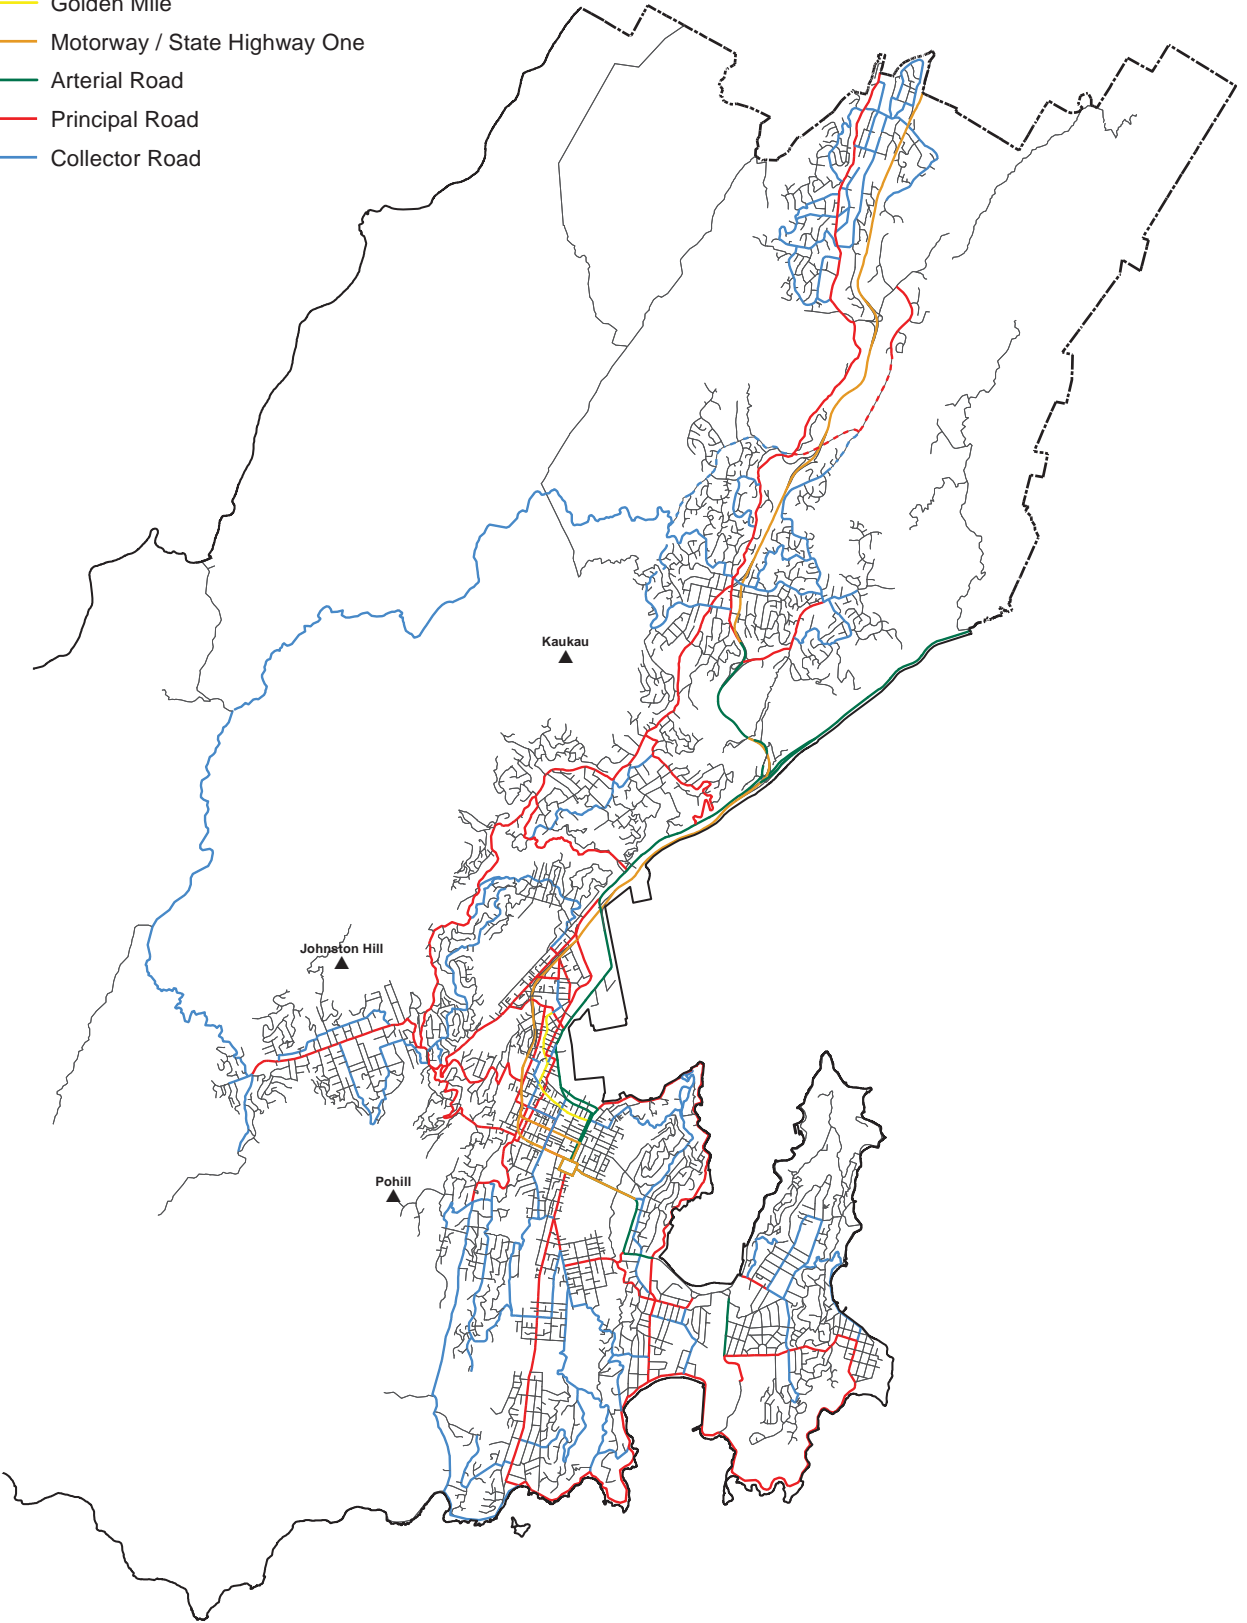 Golden Mile
Motorway / State Highway One
Arterial Road
Principal Road
Collector Road
Kaukau
Johnston Hill
Pohill